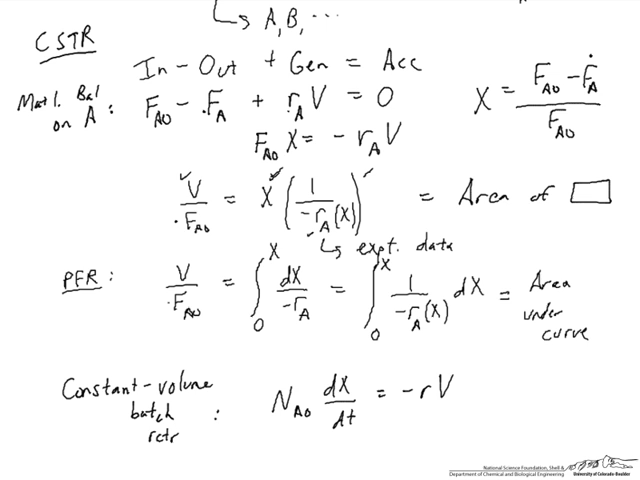 ↳ A, B, ...
CSTR
In - Out + Gen = Acc
Mat'l. Bal on A : F_A0 - F_A + r_A V = 0
X = (F_A0 - F_A) / F_A0
F_A0 X = - r_A V
V / F_A0 = X (1 / -r_A(X)) = Area of ▭
↳ expt. data
PFR : V / F_A0 = ∫_0^X dX / -r_A = ∫_0^X 1 / -r_A(X) dX = Area under curve
Constant-volume batch rctr : N_A0 dX/dt = -rV
National Science Foundation, Shell &
Department of Chemical and Biological Engineering
University of Colorado-Boulder